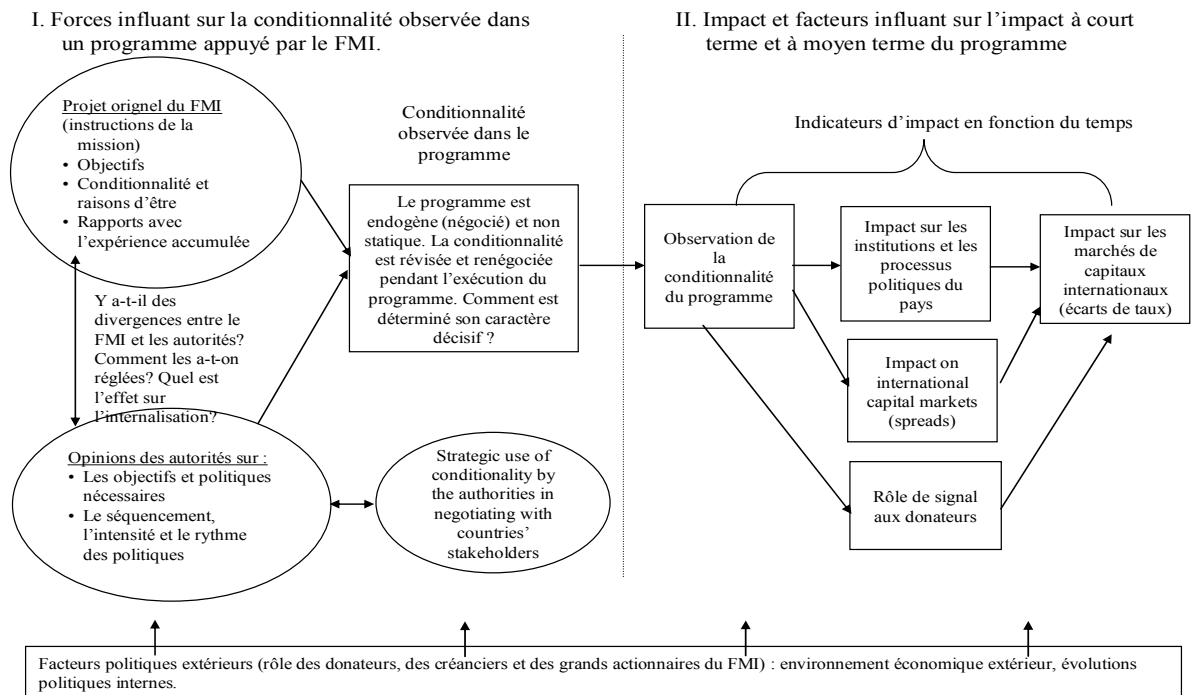 I. Forces influant sur la conditionnalité observée dans
un programme appuyé par le FMI.
II. Impact et facteurs influant sur l'impact à court
terme et à moyen terme du programme
Projet orignel du FMI
(instructions de la
mission)
• Objectifs
• Conditionnalité et
raisons d'être
• Rapports avec
l'expérience accumulée
Conditionnalité
observée dans le
programme
Le programme est
endogène (négocié) et non
statique. La conditionnalité
est révisée et renégociée
pendant l'exécution du
programme. Comment est
déterminé son caractère
décisif ?
Y a-t-il des
divergences entre le
FMI et les autorités?
Comment les a-t-on
réglées? Quel est
l'effet sur
l'internalisation?
Opinions des autorités sur :
• Les objectifs et politiques
nécessaires
• Le séquencement,
l'intensité et le rythme
des politiques
Strategic use of
conditionality by
the authorities in
negotiating with
countries'
stakeholders
Indicateurs d'impact en fonction du temps
Observation de
la
conditionnalité
du programme
Impact sur les
institutions et les
processus
politiques du
pays
Impact sur les
marchés de
capitaux
internationaux
(écarts de taux)
Impact on
international
capital markets
(spreads)
Rôle de signal
aux donateurs
Facteurs politiques extérieurs (rôle des donateurs, des créanciers et des grands actionnaires du FMI) : environnement économique extérieur, évolutions
politiques internes.